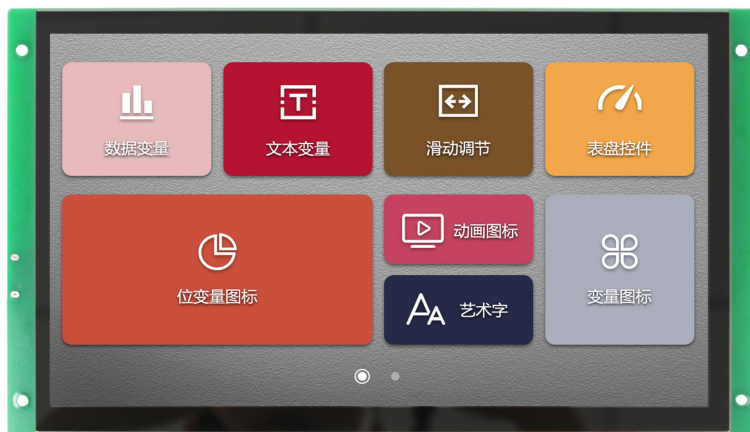 数据变量
文本变量
滑动调节
表盘控件
位变量图标
动画图标
艺术字
变量图标